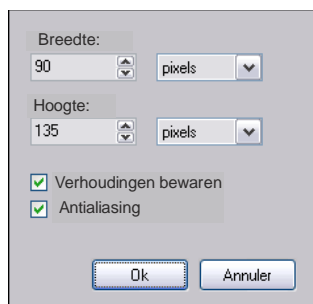 Breedte:
90 pixels
Hoogte:
135 pixels
Verhoudingen bewaren
Antialiasing
Ok Annuler